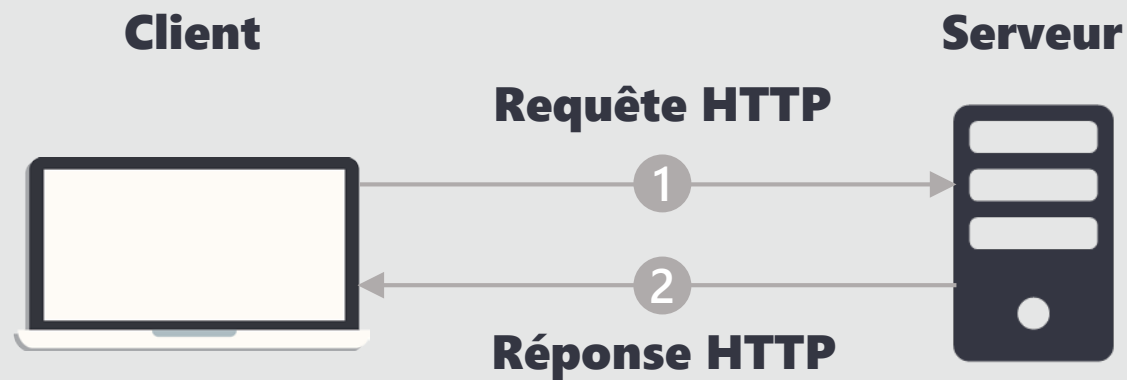 Client
Serveur
Requête HTTP
1
2
Réponse HTTP